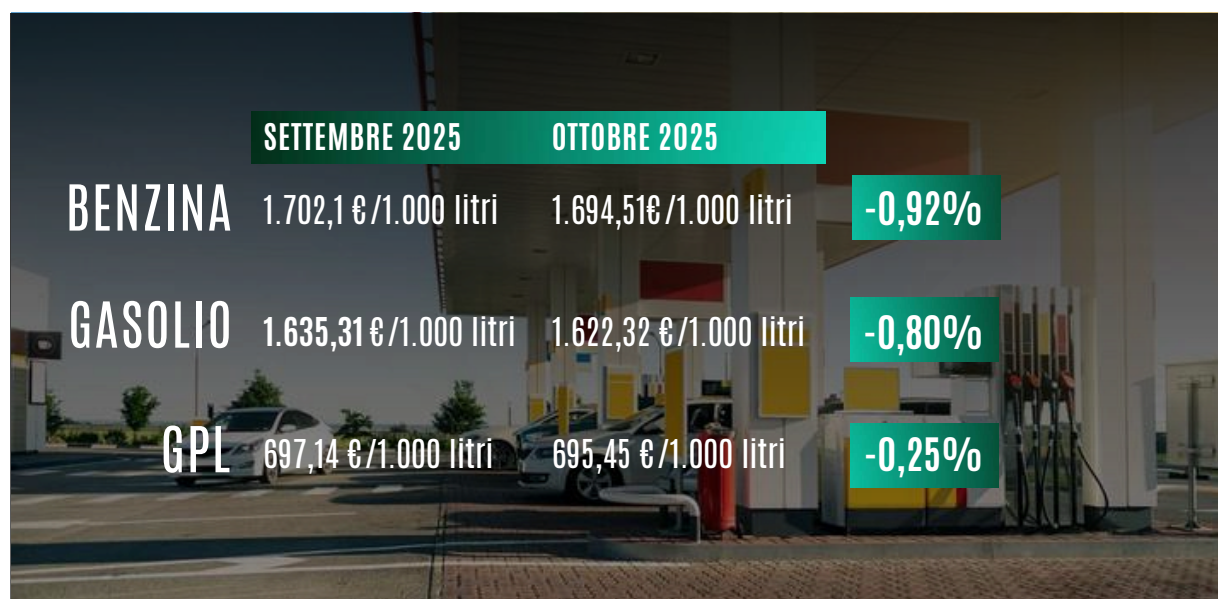 SETTEMBRE 2025 OTTOBRE 2025
BENZINA 1.702,1 €/1.000 litri 1.694,51€/1.000 litri -0,92%
GASOLIO 1.635,31 €/1.000 litri 1.622,32 €/1.000 litri -0,80%
GPL 697,14 €/1.000 litri 695,45 €/1.000 litri -0,25%